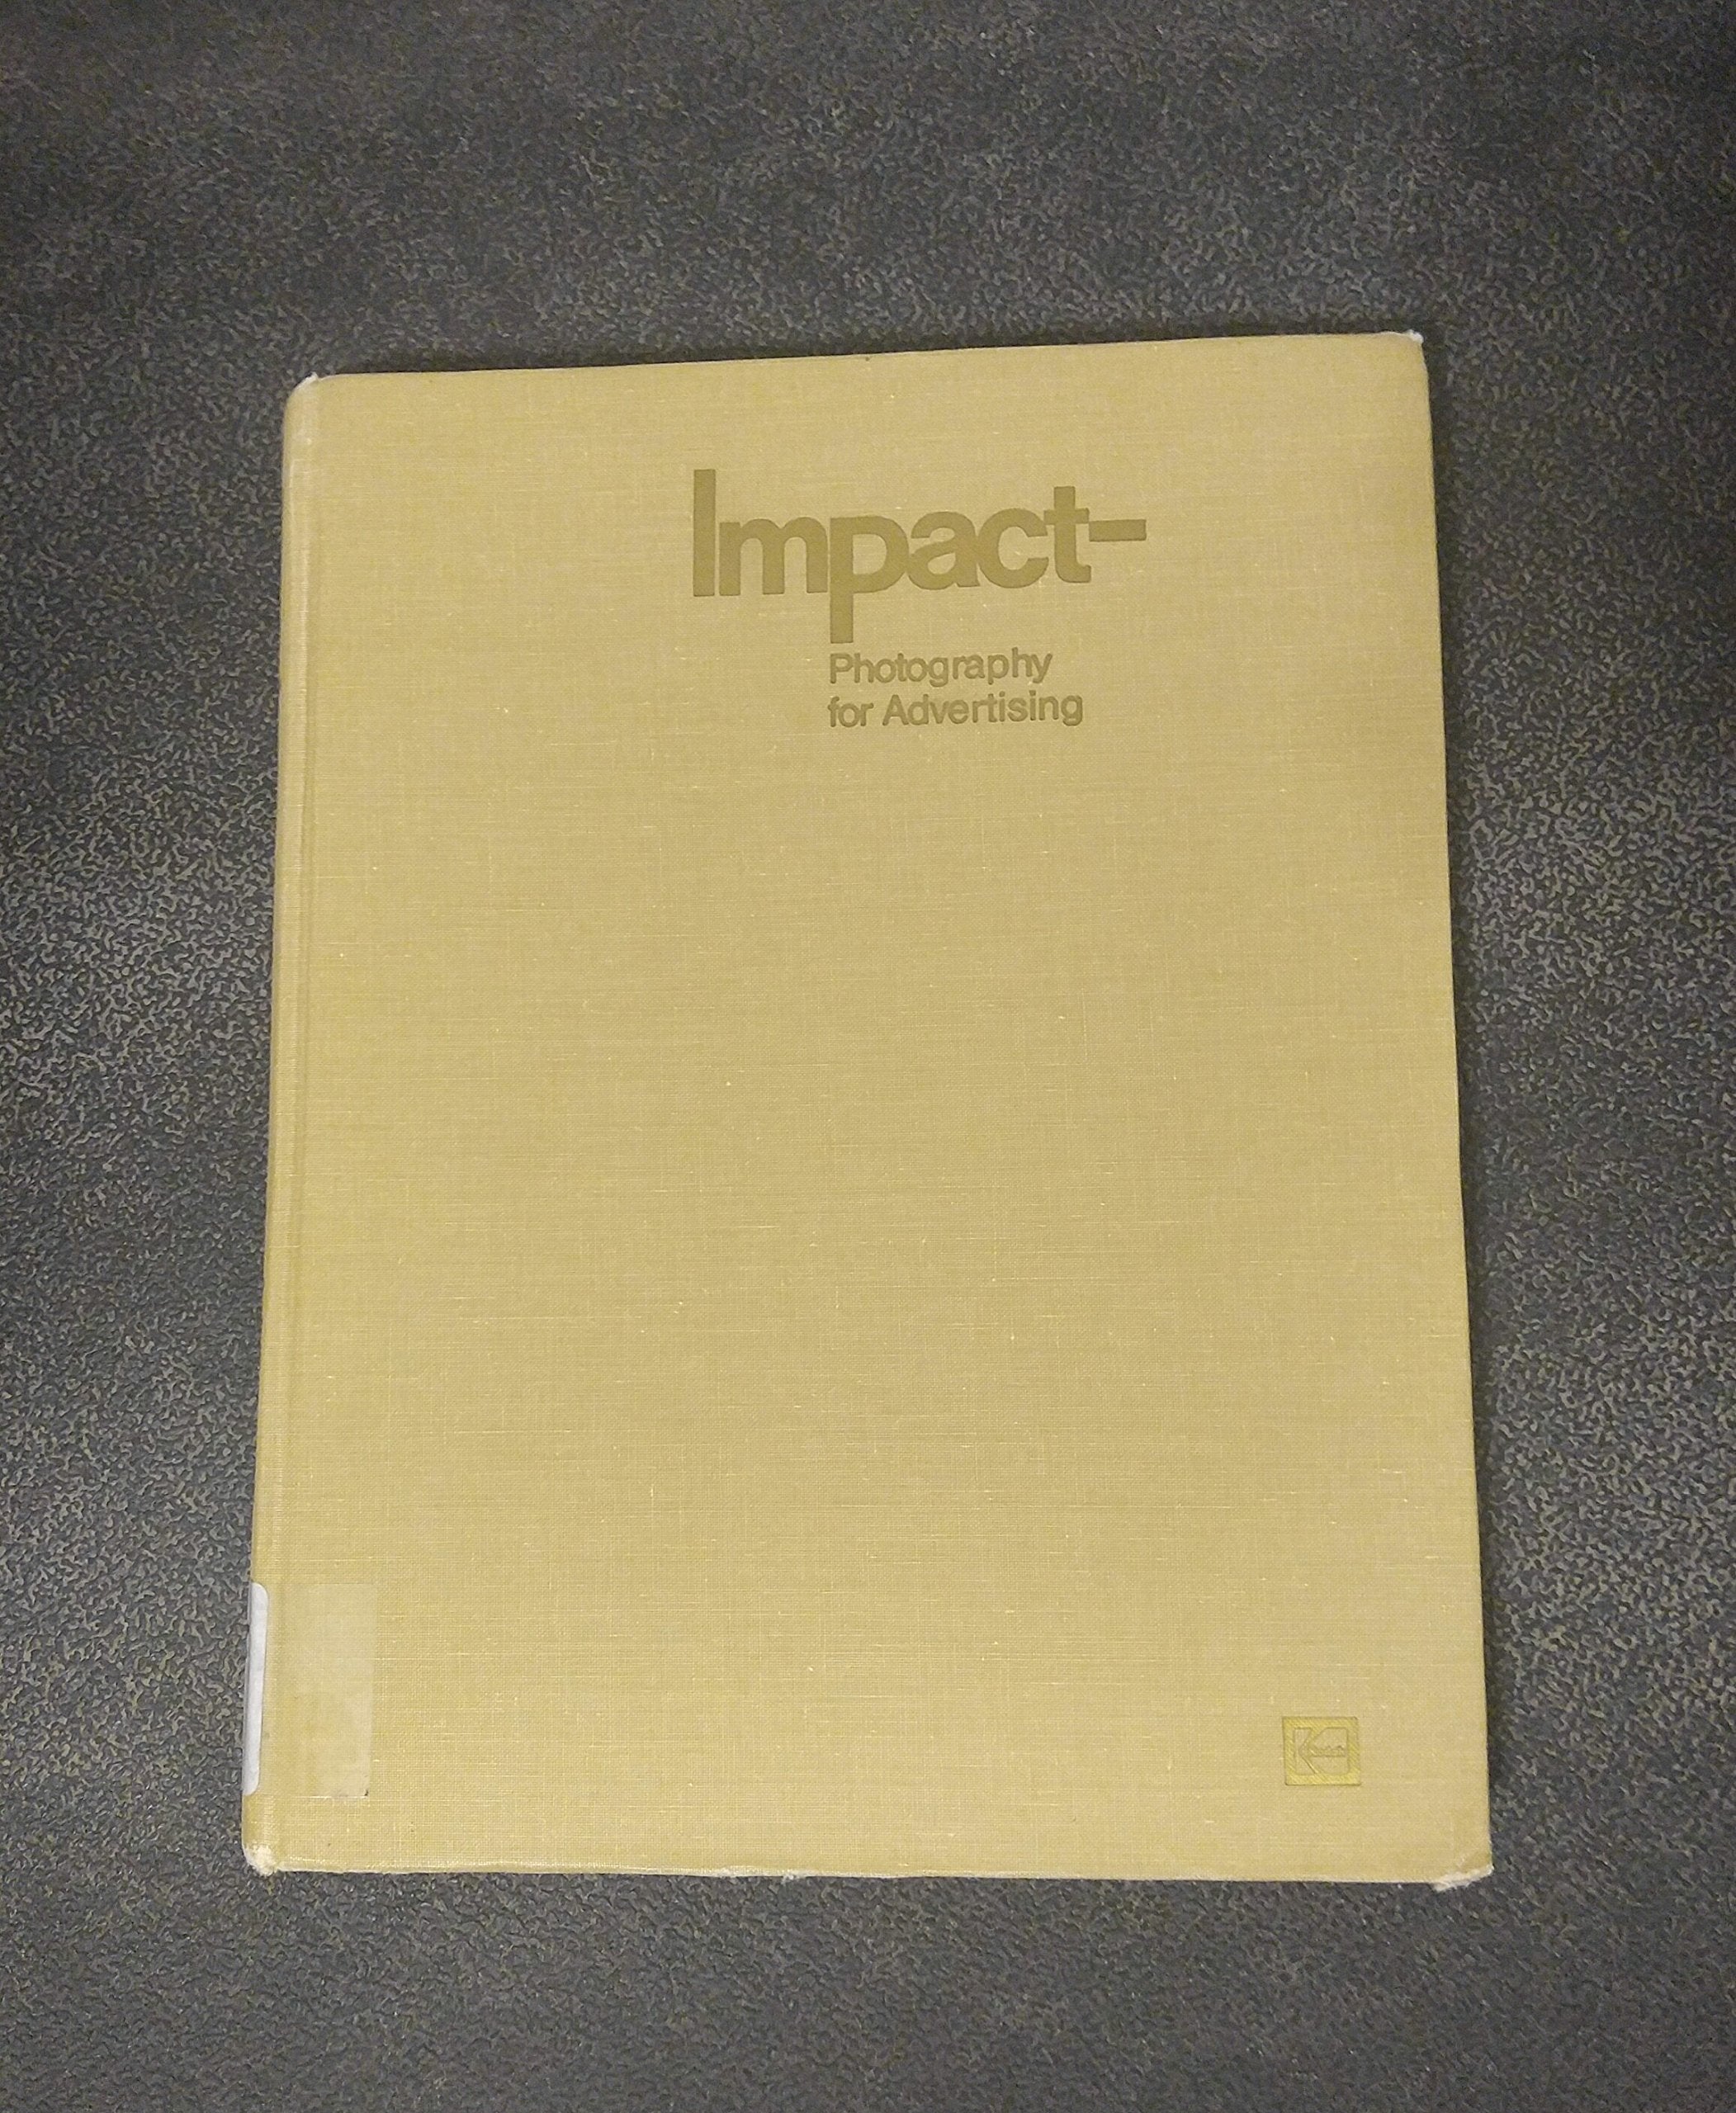 Impact-
Photography
for Advertising